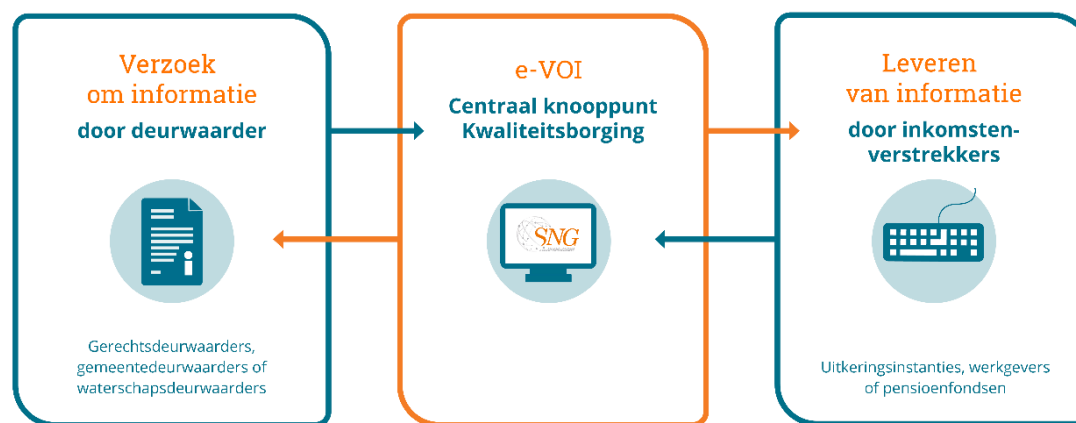 Verzoek
om informatie
door deurwaarder
Gerechtsdeurwaarders,
gemeentedeurwaarders of
waterschapsdeurwaarders
e-VOI
Centraal knooppunt
Kwaliteitsborging
SNG
Leveren
van informatie
door inkomsten-
verstrekkers
Uitkeringsinstanties, werkgevers
of pensioenfondsen